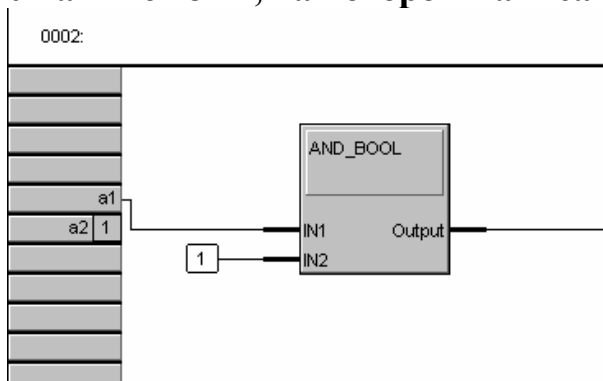 0002:
AND_BOOL
a1
a2 1
IN1 Output
1
IN2